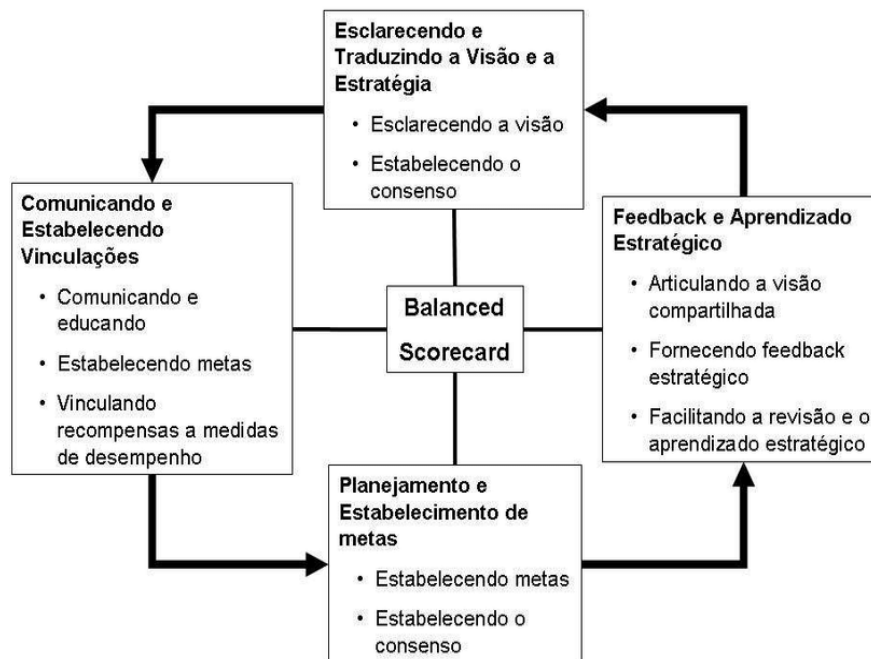 Esclarecendo e
Traduzindo a Visão e a
Estratégia
• Esclarecendo a visão
• Estabelecendo o
consenso
Comunicando e
Estabelecendo
Vinculações
• Comunicando e
educando
• Estabelecendo metas
• Vinculando
recompensas a medidas
de desempenho
Balanced
Scorecard
Feedback e Aprendizado
Estratégico
• Articulando a visão
compartilhada
• Fornecendo feedback
estratégico
• Facilitando a revisão e o
aprendizado estratégico
Planejamento e
Estabelecimento de
metas
• Estabelecendo metas
• Estabelecendo o
consenso